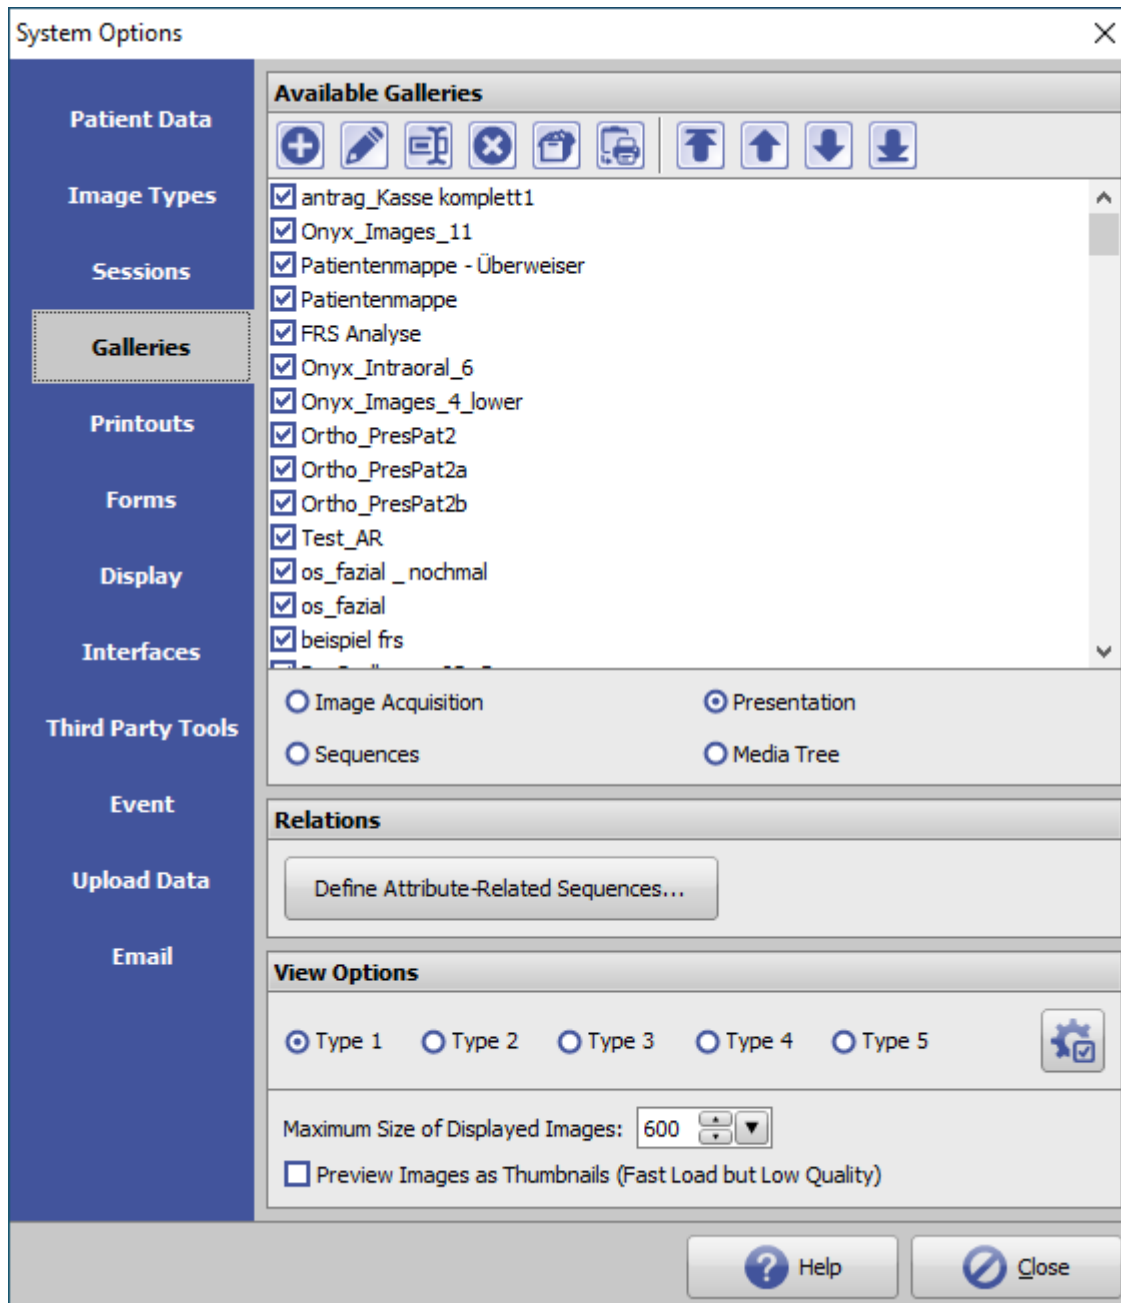 System Options
Patient Data
Image Types
Sessions
Galleries
Printouts
Forms
Display
Interfaces
Third Party Tools
Event
Upload Data
Email
Available Galleries
antrag_Kasse komplett1
Onyx_Images_11
Patientenmappe - Überweiser
Patientenmappe
FRS Analyse
Onyx_Intraoral_6
Onyx_Images_4_lower
Ortho_PresPat2
Ortho_PresPat2a
Ortho_PresPat2b
Test_AR
os_fazial _ nochmal
os_fazial
beispiel frs
Image Acquisition
Presentation
Sequences
Media Tree
Relations
Define Attribute-Related Sequences...
View Options
Type 1 Type 2 Type 3 Type 4 Type 5
Maximum Size of Displayed Images: 600
Preview Images as Thumbnails (Fast Load but Low Quality)
Help
Close